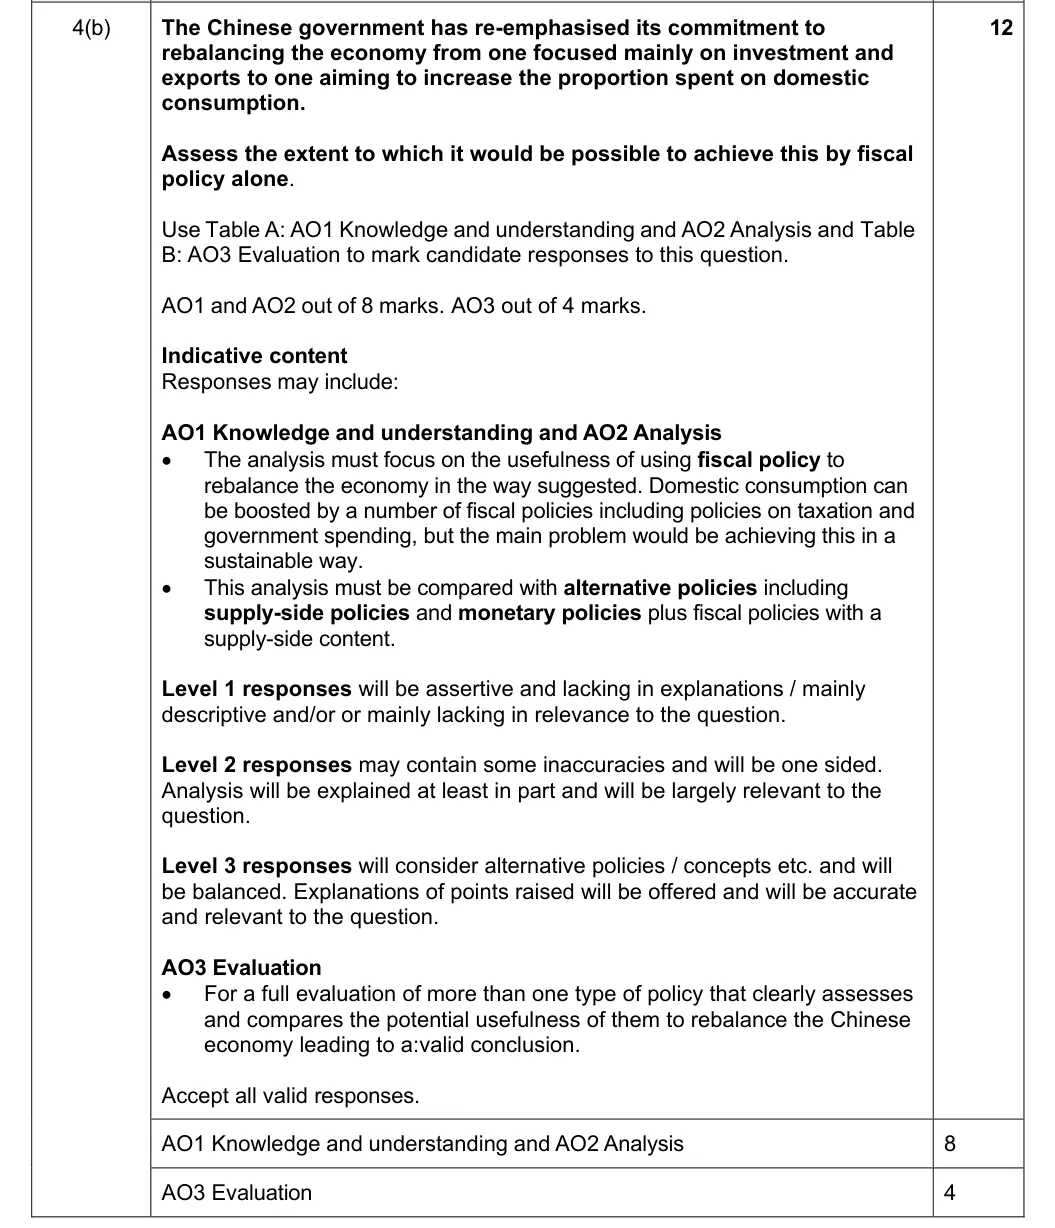 4(b)
The Chinese government has re-emphasised its commitment to
rebalancing the economy from one focused mainly on investment and
exports to one aiming to increase the proportion spent on domestic
consumption.
12
Assess the extent to which it would be possible to achieve this by fiscal
policy alone.
Use Table A: AO1 Knowledge and understanding and AO2 Analysis and Table
B: AO3 Evaluation to mark candidate responses to this question.
AO1 and AO2 out of 8 marks. AO3 out of 4 marks.
Indicative content
Responses may include:
AO1 Knowledge and understanding and AO2 Analysis
• The analysis must focus on the usefulness of using fiscal policy to
rebalance the economy in the way suggested. Domestic consumption can
be boosted by a number of fiscal policies including policies on taxation and
government spending, but the main problem would be achieving this in a
sustainable way.
• This analysis must be compared with alternative policies including
supply-side policies and monetary policies plus fiscal policies with a
supply-side content.
Level 1 responses will be assertive and lacking in explanations / mainly
descriptive and/or or mainly lacking in relevance to the question.
Level 2 responses may contain some inaccuracies and will be one sided.
Analysis will be explained at least in part and will be largely relevant to the
question.
Level 3 responses will consider alternative policies / concepts etc. and will
be balanced. Explanations of points raised will be offered and will be accurate
and relevant to the question.
AO3 Evaluation
• For a full evaluation of more than one type of policy that clearly assesses
and compares the potential usefulness of them to rebalance the Chinese
economy leading to a:valid conclusion.
Accept all valid responses.
AO1 Knowledge and understanding and AO2 Analysis 8
AO3 Evaluation 4